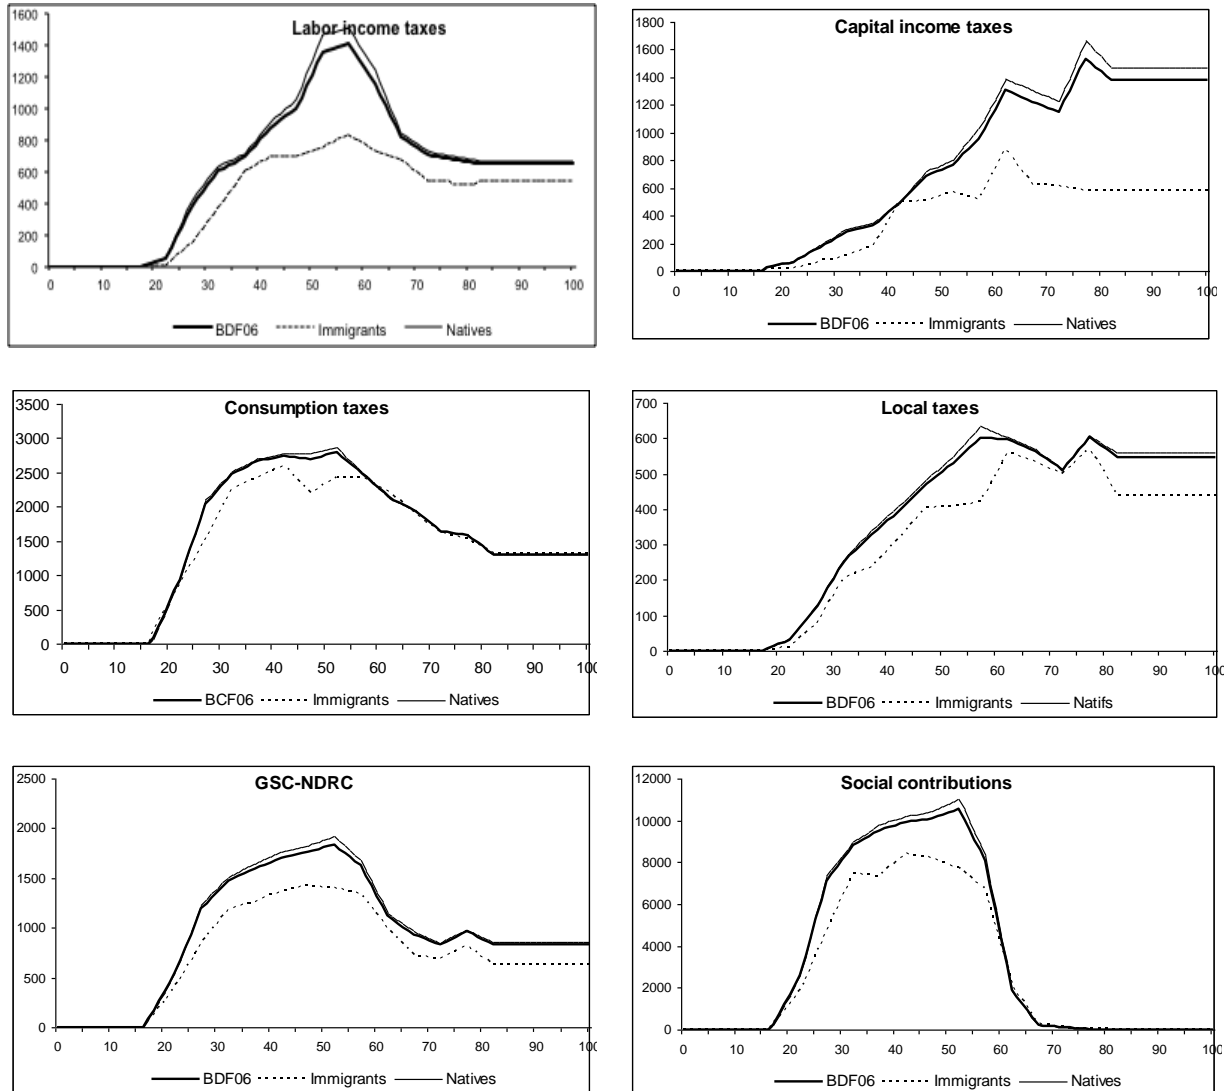 Labor income taxes
1600
1400
1200
1000
800
600
400
200
0
0 10 20 30 40 50 60 70 80 90 100
BDF06 Immigrants Natives
Capital income taxes
1800
1600
1400
1200
1000
800
600
400
200
0
0 10 20 30 40 50 60 70 80 90 100
BDF06 Immigrants Natives
Consumption taxes
3500
3000
2500
2000
1500
1000
500
0
0 10 20 30 40 50 60 70 80 90 100
BCF06 Immigrants Natives
Local taxes
700
600
500
400
300
200
100
0
0 10 20 30 40 50 60 70 80 90 100
BDF06 Immigrants Natifs
GSC-NDRC
2500
2000
1500
1000
500
0
0 10 20 30 40 50 60 70 80 90 100
BDF06 Immigrants Natives
Social contributions
12000
10000
8000
6000
4000
2000
0
0 10 20 30 40 50 60 70 80 90 100
BDF06 Immigrants Natives